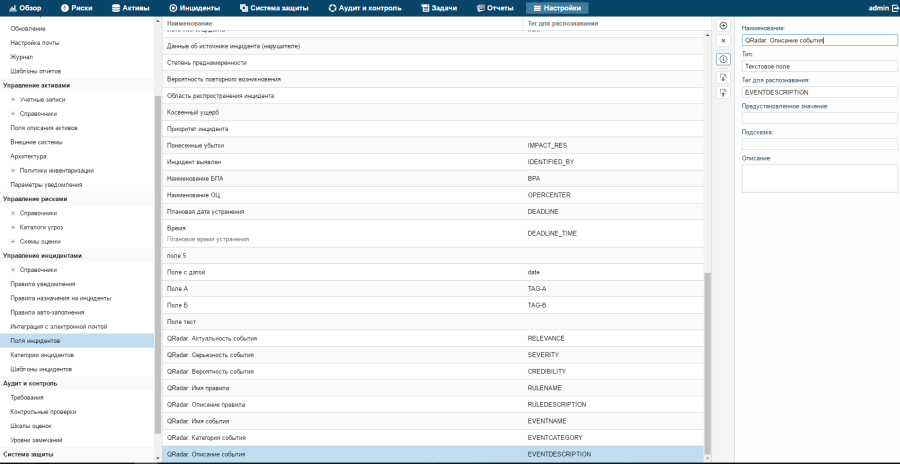 Обзор Риски Активы Инциденты Система защиты Аудит и контроль Задачи Отчеты Настройки admin
Обновление
Настройка почты
Журнал
Шаблоны отчетов
Управление активами
Учетные записи
Справочники
Поля описания активов
Внешние системы
Архитектура
Политики инвентаризации
Параметры уведомления
Управление рисками
Справочники
Каталоги угроз
Схемы оценки
Управление инцидентами
Справочники
Правила уведомления
Правила назначения на инциденты
Правила авто-заполнения
Интеграция с электронной почтой
Поля инцидентов
Категории инцидентов
Шаблоны инцидентов
Аудит и контроль
Требования
Контрольные проверки
Шкалы оценок
Уровни замечаний
Система защиты
Наименование Тег для распознавания
Данные об источнике инцидента (нарушителе)
Степень преднамеренности
Вероятность повторного возникновения
Область распространения инцидента
Косвенный ущерб
Приоритет инцидента
Понесенные убытки IMPACT_RES
Инцидент выявлен IDENTIFIED_BY
Наименование БПА BPA
Наименование ОЦ OPERCENTER
Плановая дата устранения DEADLINE
Время DEADLINE_TIME
Плановое время устранения
поле 5
Поле с датой date
Поле А TAG-A
Поле Б TAG-B
Поле тест
QRadar: Актуальность события RELEVANCE
QRadar: Серьезность события SEVERITY
QRadar: Вероятность события CREDIBILITY
QRadar: Имя правила RULENAME
QRadar: Описание правила RULEDESCRIPTION
QRadar: Имя события EVENTNAME
QRadar: Категория события EVENTCATEGORY
QRadar: Описание события EVENTDESCRIPTION
Наименование:
QRadar: Описание события
Тип:
Текстовое поле
Тег для распознавания:
EVENTDESCRIPTION
Предустановленное значение:
Подсказка:
Описание: